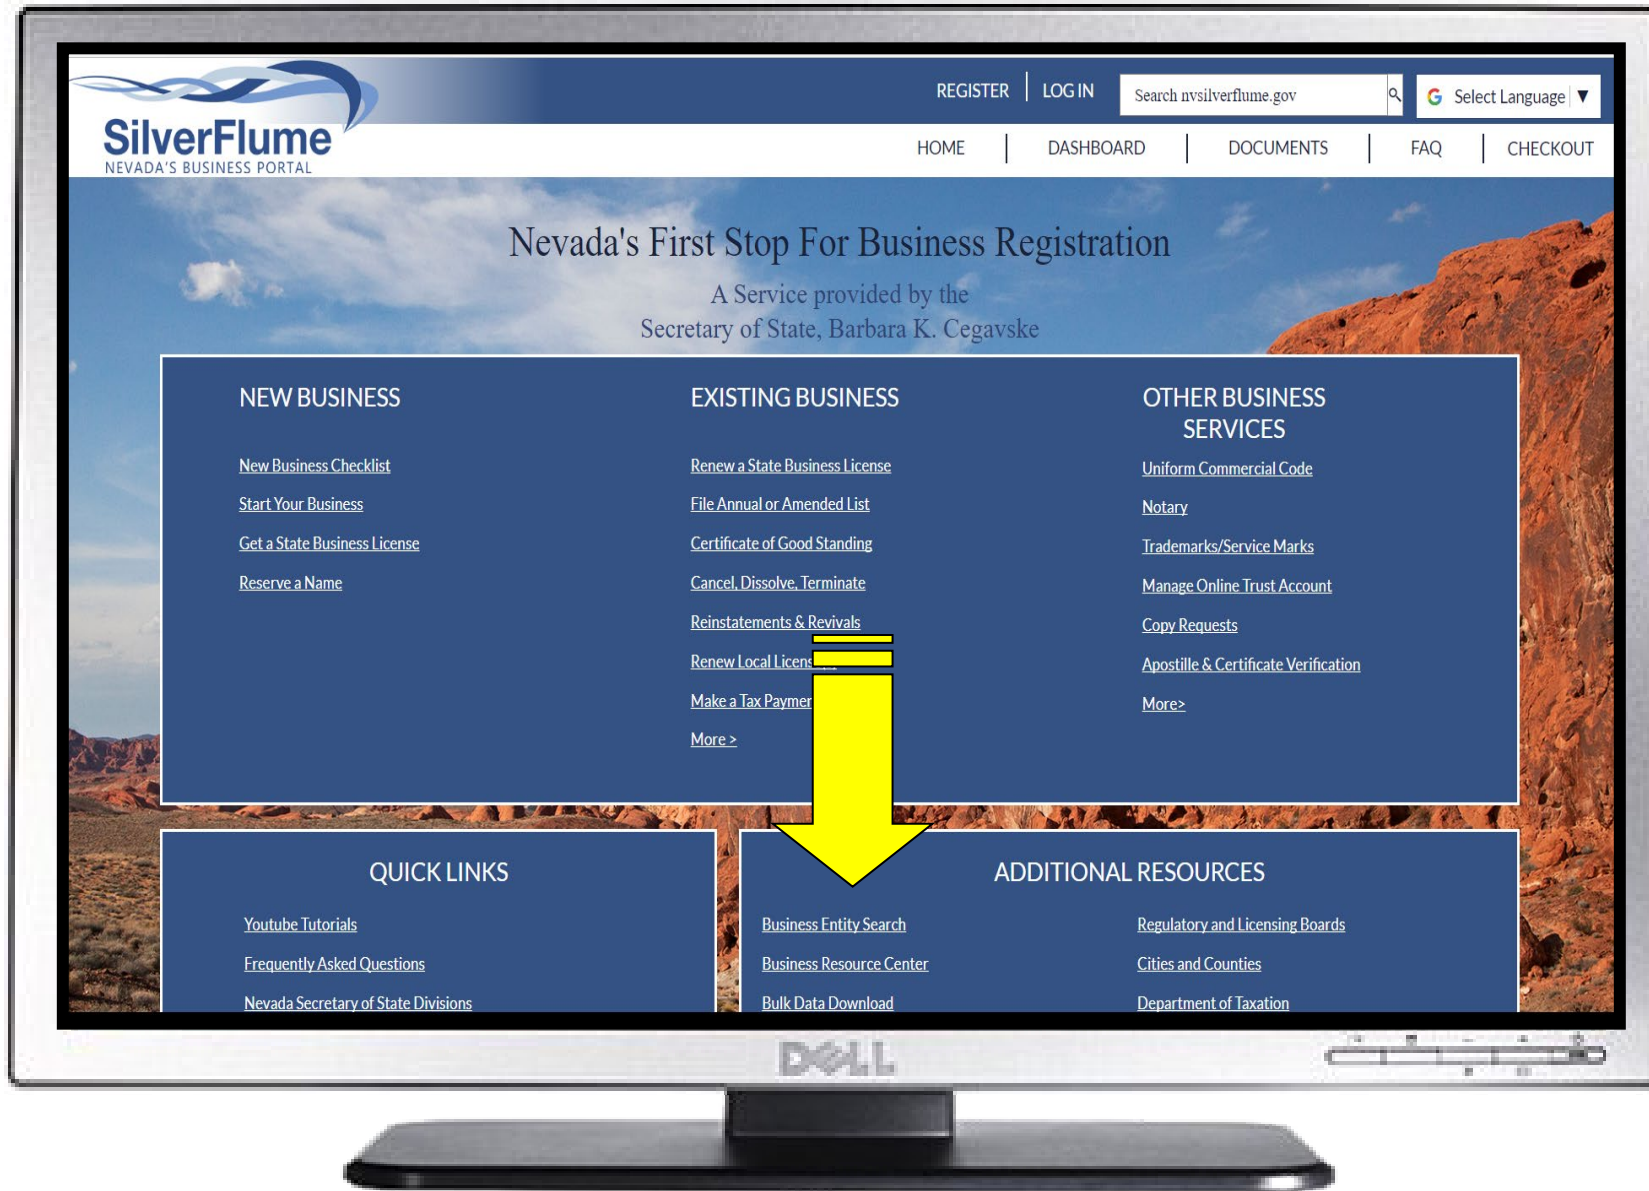 SilverFlume
NEVADA'S BUSINESS PORTAL
REGISTER
LOG IN
Search nvsilverflume.gov
G Select Language ▼
HOME
DASHBOARD
DOCUMENTS
FAQ
CHECKOUT
Nevada's First Stop For Business Registration
A Service provided by the
Secretary of State, Barbara K. Cegavske
NEW BUSINESS
New Business Checklist
Start Your Business
Get a State Business License
Reserve a Name
EXISTING BUSINESS
Renew a State Business License
File Annual or Amended List
Certificate of Good Standing
Cancel, Dissolve, Terminate
Reinstatements & Revivals
Renew Local
Make a Tax
More >
OTHER BUSINESS
SERVICES
Uniform Commercial Code
Notary
Trademarks/Service Marks
Manage Online Trust Account
Copy Requests
Apostille & Certificate Verification
More>
QUICK LINKS
Youtube Tutorials
Frequently Asked Questions
Nevada Secretary of State Divisions
ADDITIONAL RESOURCES
Business Entity Search
Business Resource Center
Bulk Data Download
Regulatory and Licensing Boards
Cities and Counties
Department of Taxation
DELL